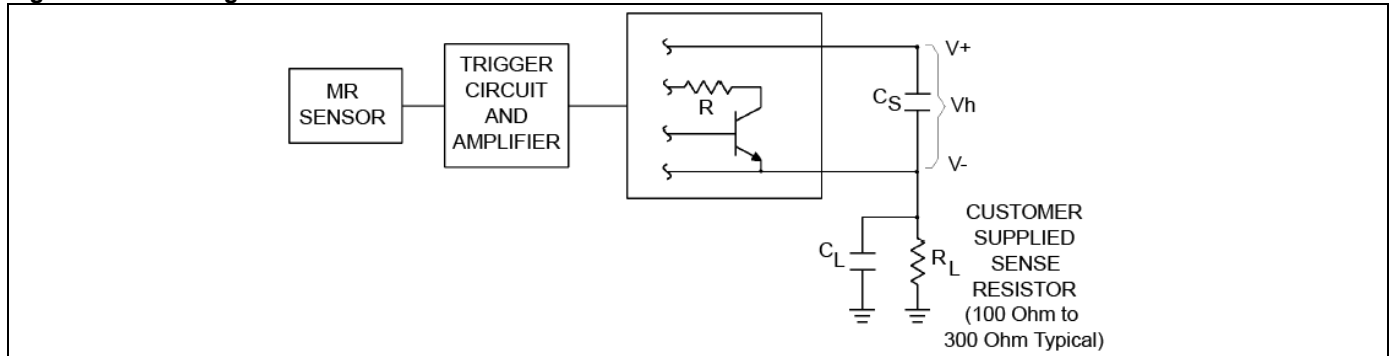 MR
SENSOR
TRIGGER
CIRCUIT
AND
AMPLIFIER
R
V+
CS
Vh
V-
CL
RL
CUSTOMER
SUPPLIED
SENSE
RESISTOR
(100 Ohm to
300 Ohm Typical)